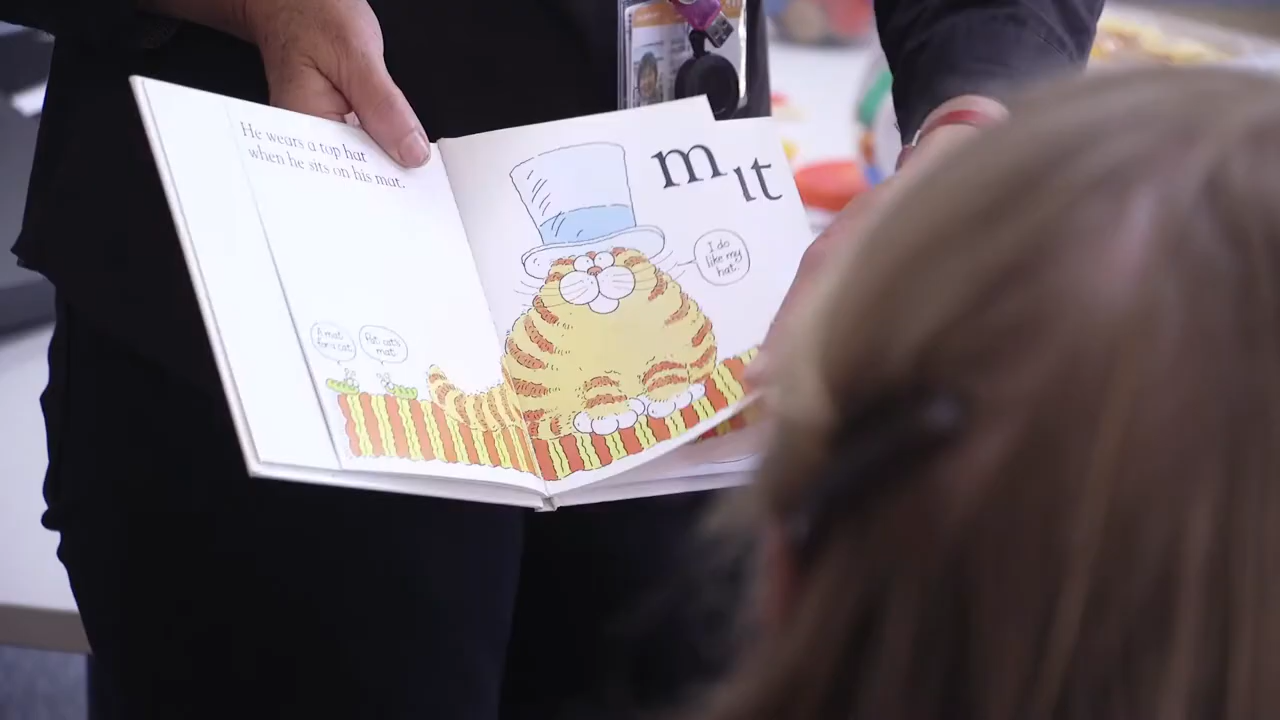 He wears a top hat
when he sits on his mat.
A mat
for a cat.
Pat cat's
mat.
I do
like my
hat.
m